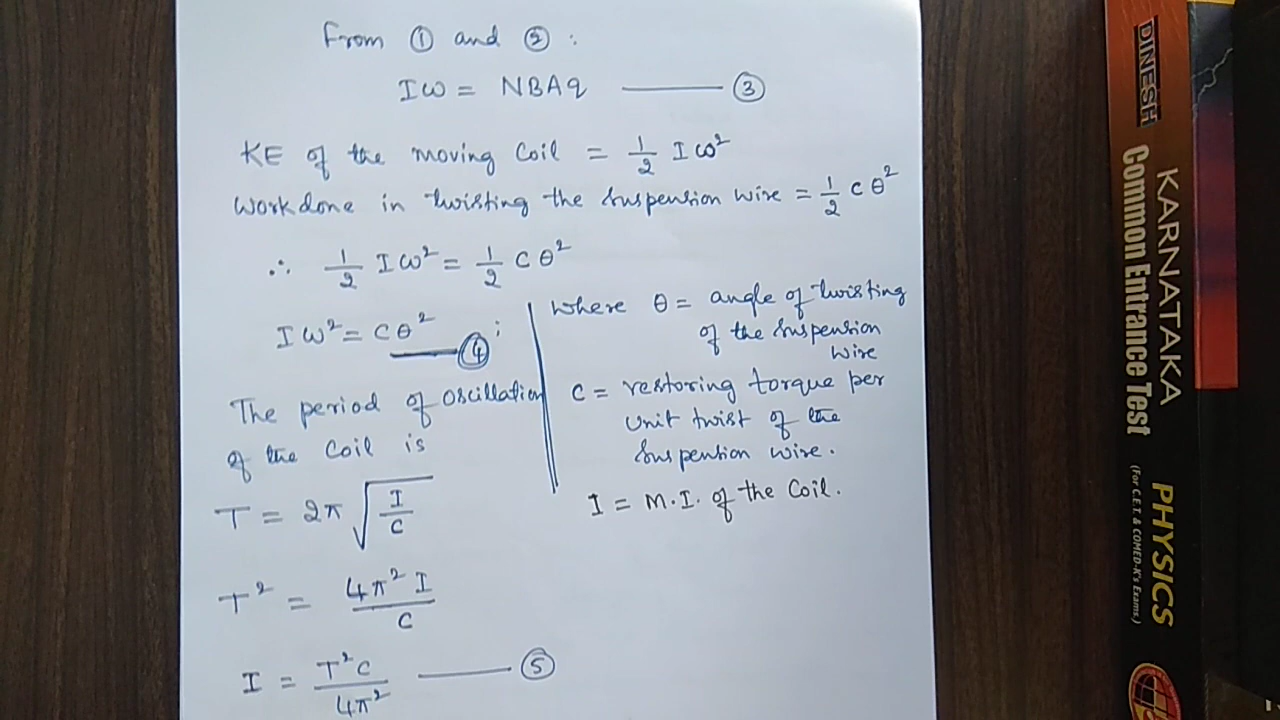 From ① and ② :
Iω = NBAq ——— ③
KE of the moving coil = 1/2 Iω²
Workdone in twisting the suspension wire = 1/2 cθ²
∴ 1/2 Iω² = 1/2 cθ²
Iω² = cθ² —— ④ ;
The period of oscillation
of the coil is
T = 2π √(I/c)
T² = 4π² I / c
I = T² c / 4π² ——— ⑤
where θ = angle of twisting
of the suspension
wire
c = restoring torque per
unit twist of the
suspension wire.
I = M.I. of the coil.
DINESH
KARNATAKA
Common Entrance Test
PHYSICS
(For C.E.T. & COMED-K's Exams.)